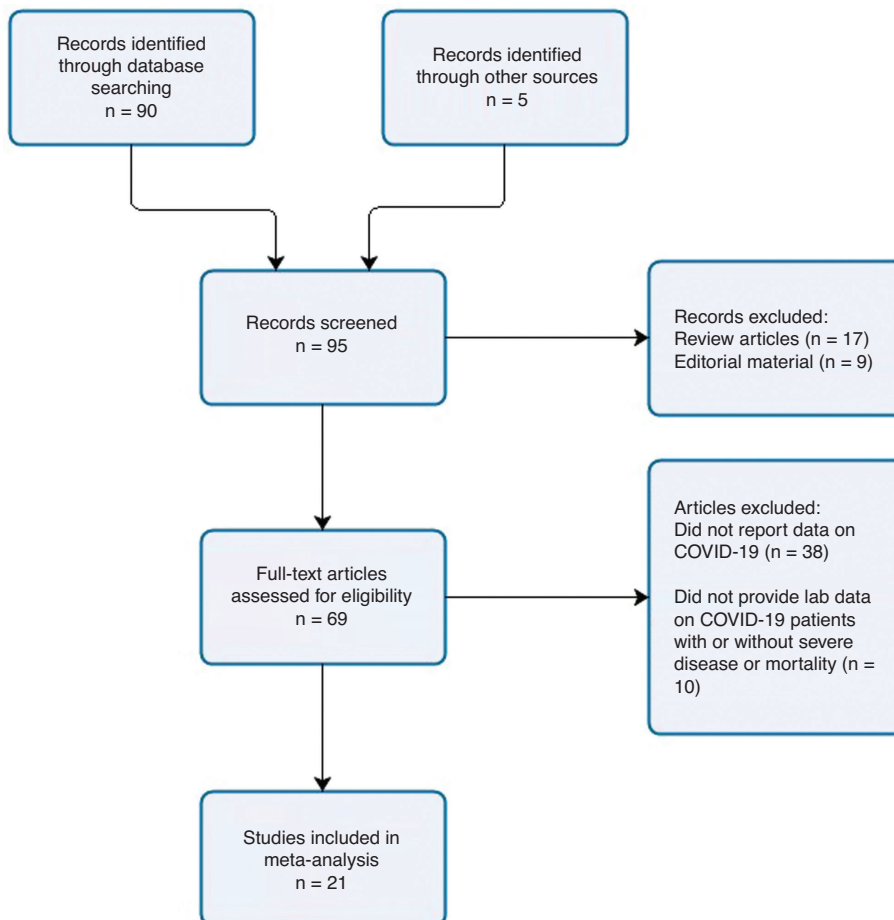 Records identified
through database
searching
n = 90
Records identified
through other sources
n = 5
Records screened
n = 95
Records excluded:
Review articles (n = 17)
Editorial material (n = 9)
Full-text articles
assessed for eligibility
n = 69
Articles excluded:
Did not report data on
COVID-19 (n = 38)
Did not provide lab data
on COVID-19 patients
with or without severe
disease or mortality (n =
10)
Studies included in
meta-analysis
n = 21